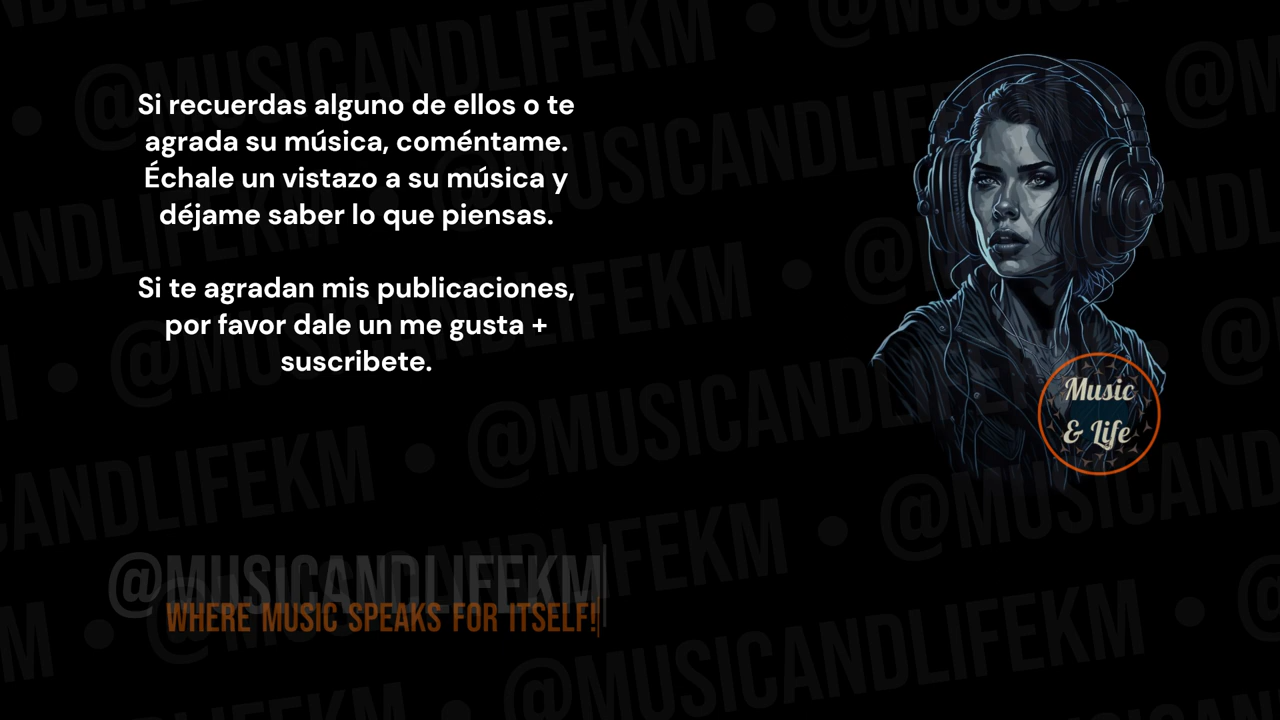 Si recuerdas alguno de ellos o te
agrada su música, coméntame.
Échale un vistazo a su música y
déjame saber lo que piensas.
Si te agradan mis publicaciones,
por favor dale un me gusta +
suscribete.
Music
& Life
@MUSICANDLIFEKM
WHERE MUSIC SPEAKS FOR ITSELF!